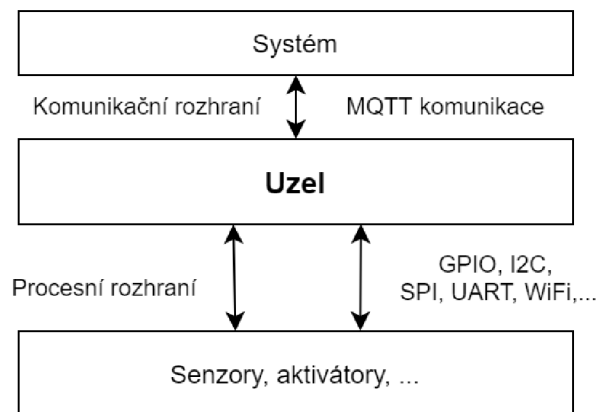 Systém
Komunikační rozhraní
MQTT komunikace
Uzel
Procesní rozhraní
GPIO, I2C,
SPI, UART, WiFi,...
Senzory, aktivátory, ...